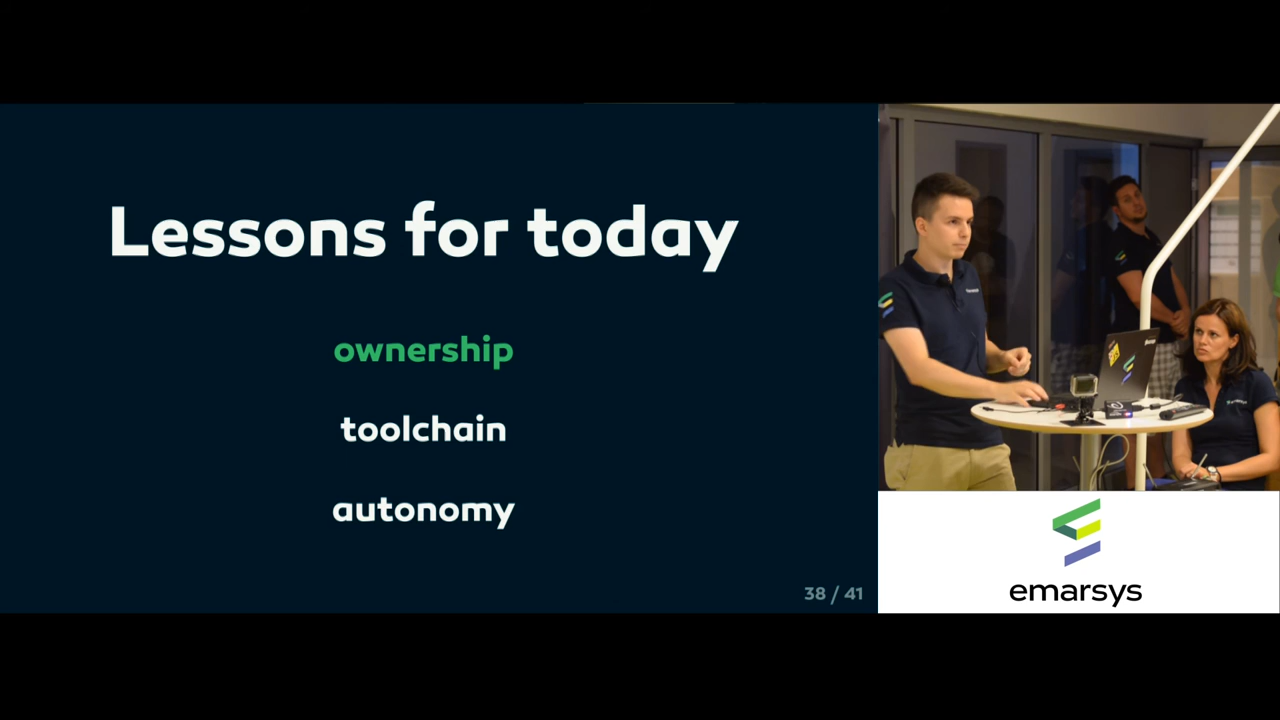 Lessons for today
ownership
toolchain
autonomy
38 / 41
emarsys